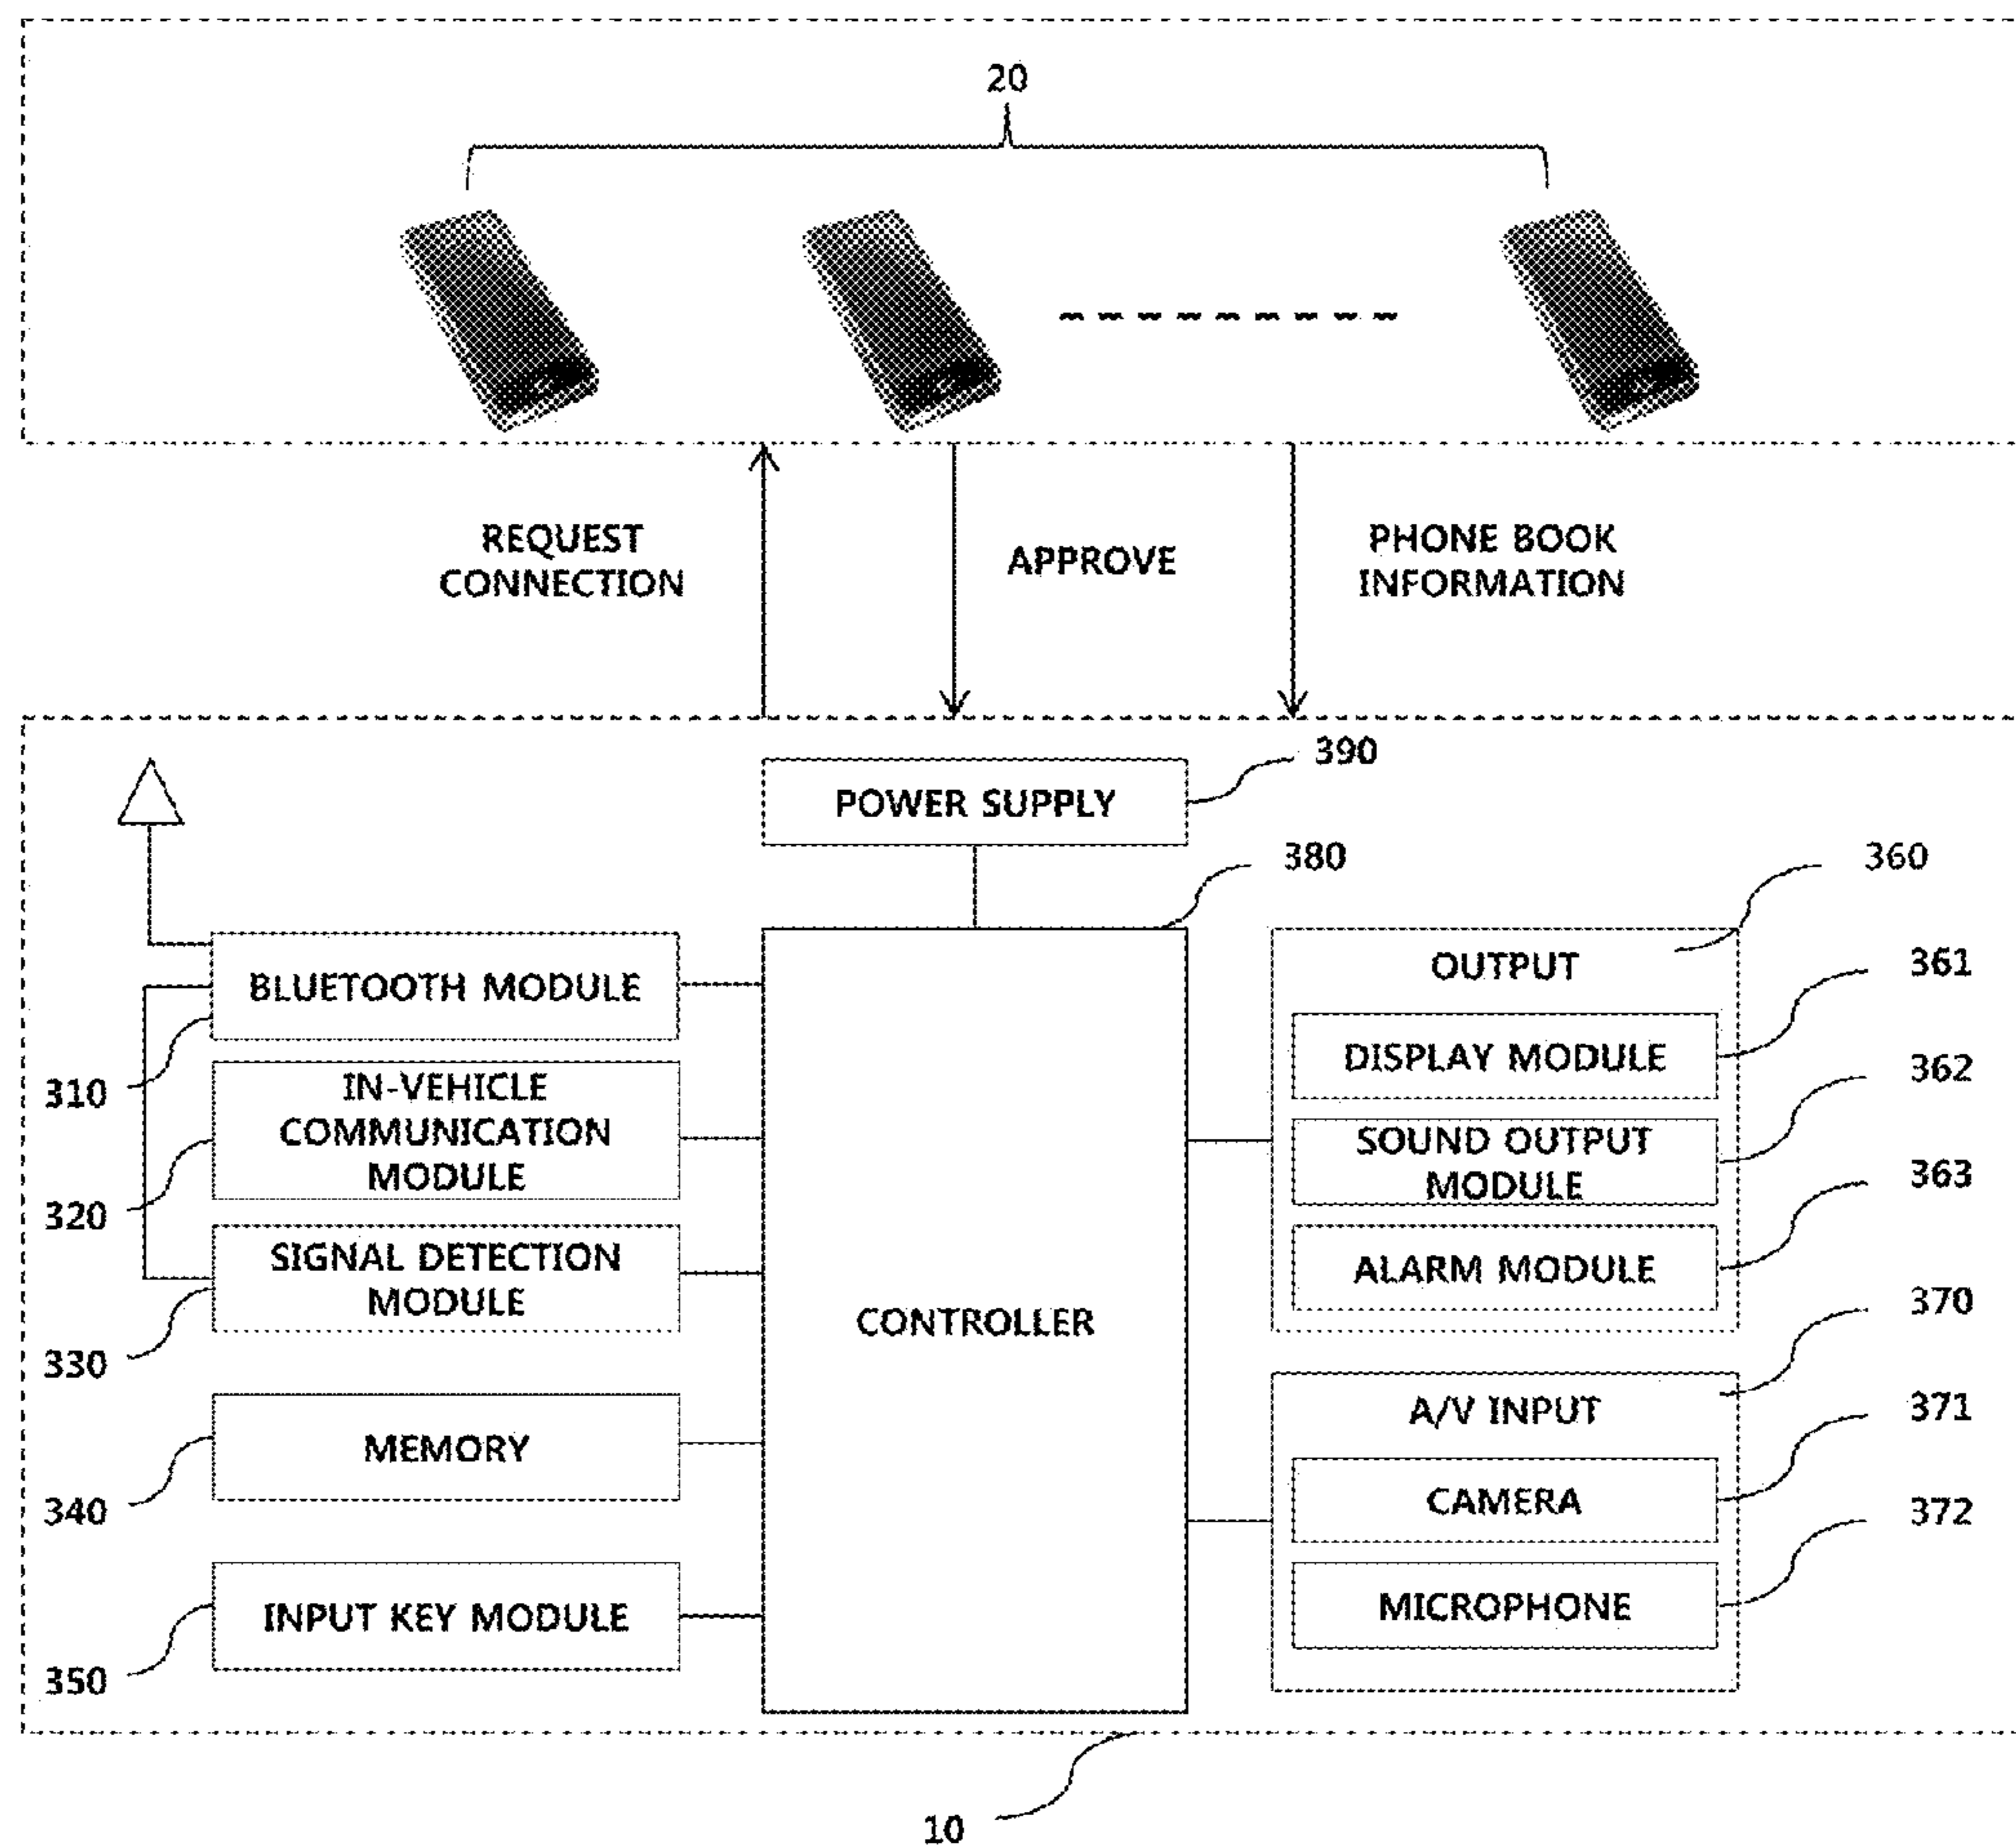 20
REQUEST
CONNECTION
APPROVE
PHONE BOOK
INFORMATION
390
POWER SUPPLY
380
360
OUTPUT
361
BLUETOOTH MODULE
DISPLAY MODULE
362
310
IN-VEHICLE
COMMUNICATION
MODULE
SOUND OUTPUT
MODULE
363
320
SIGNAL DETECTION
MODULE
ALARM MODULE
370
CONTROLLER
330
A/V INPUT
371
MEMORY
CAMERA
340
372
INPUT KEY MODULE
MICROPHONE
350
10